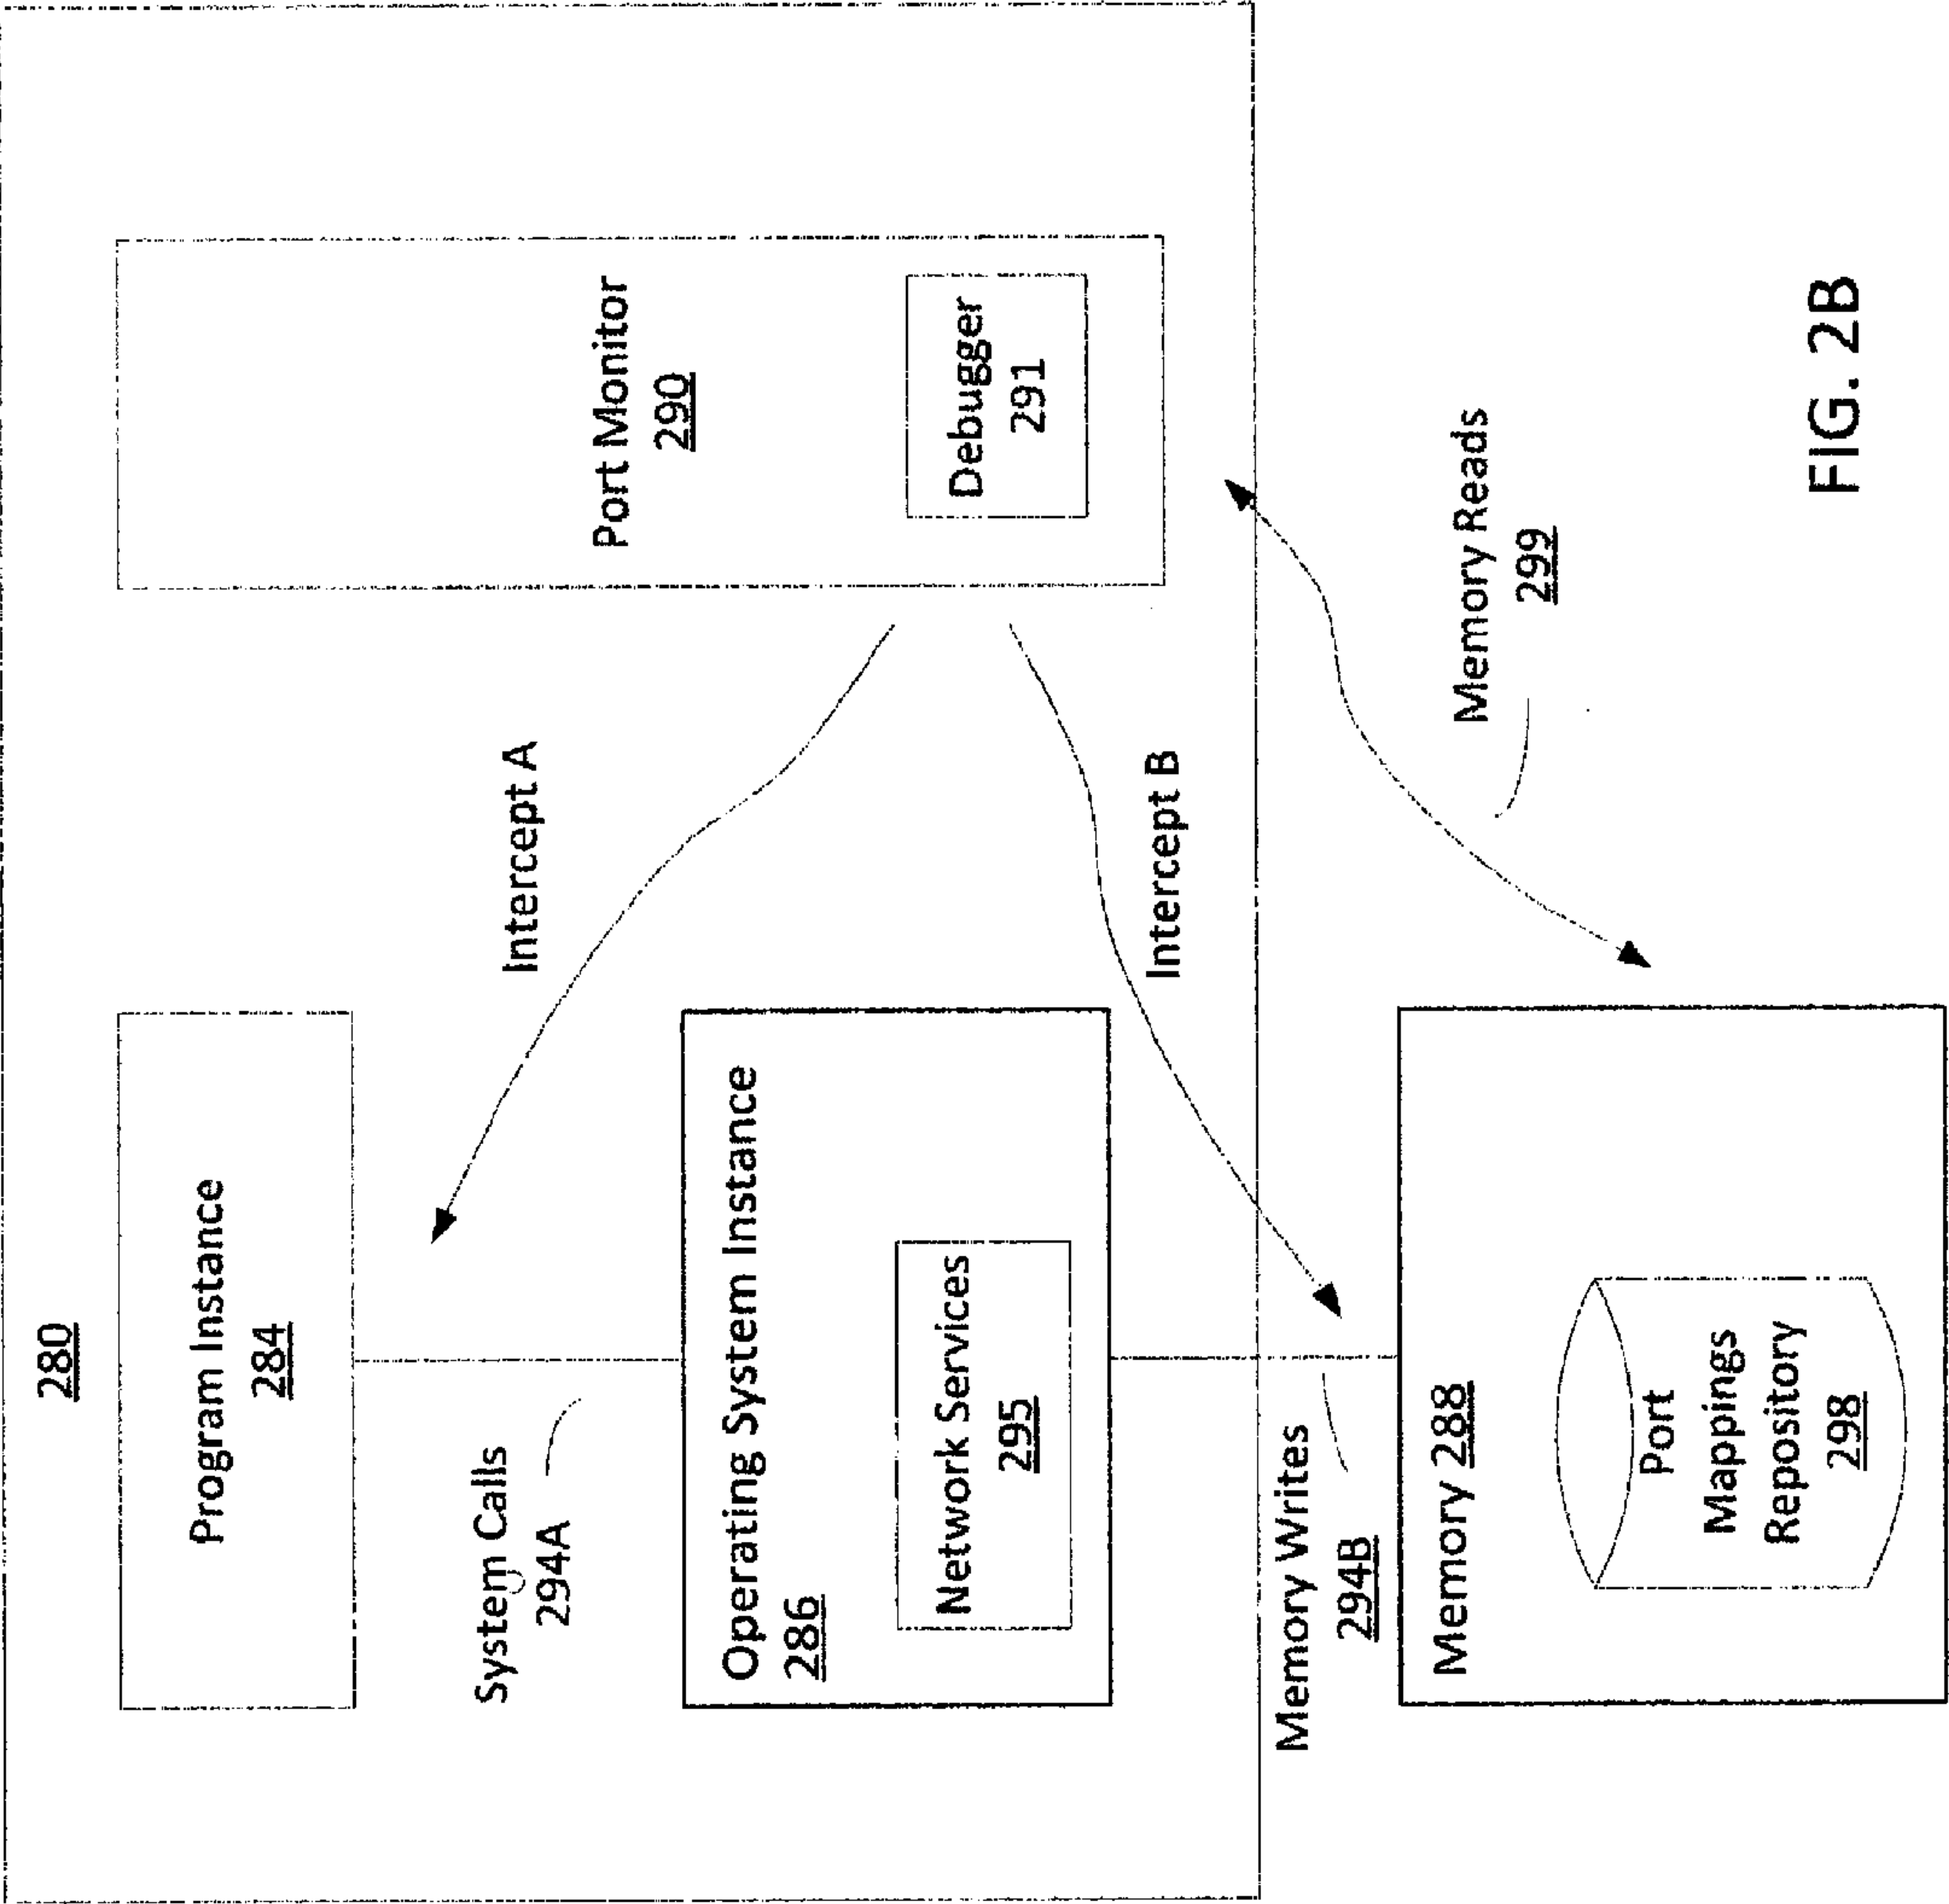 280
Program Instance
284
Port Monitor
290
Debugger
291
Intercept A
System Calls
294A
Operating System Instance
286
Network Services
295
Intercept B
Memory Writes
294B
Memory Reads
299
Memory 288
Port
Mappings
Repository
298
FIG. 2B